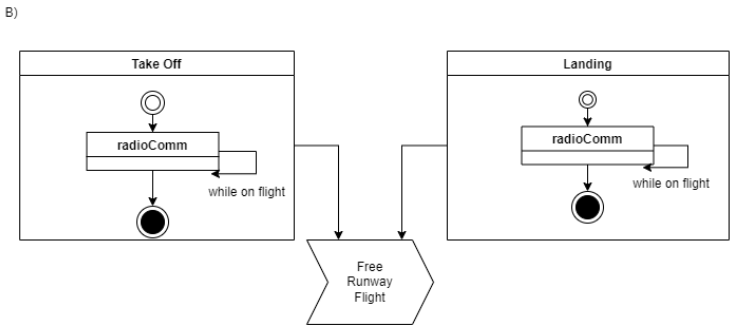 B)
Take Off
Landing
radioComm
while on flight
radioComm
while on flight
Free
Runway
Flight